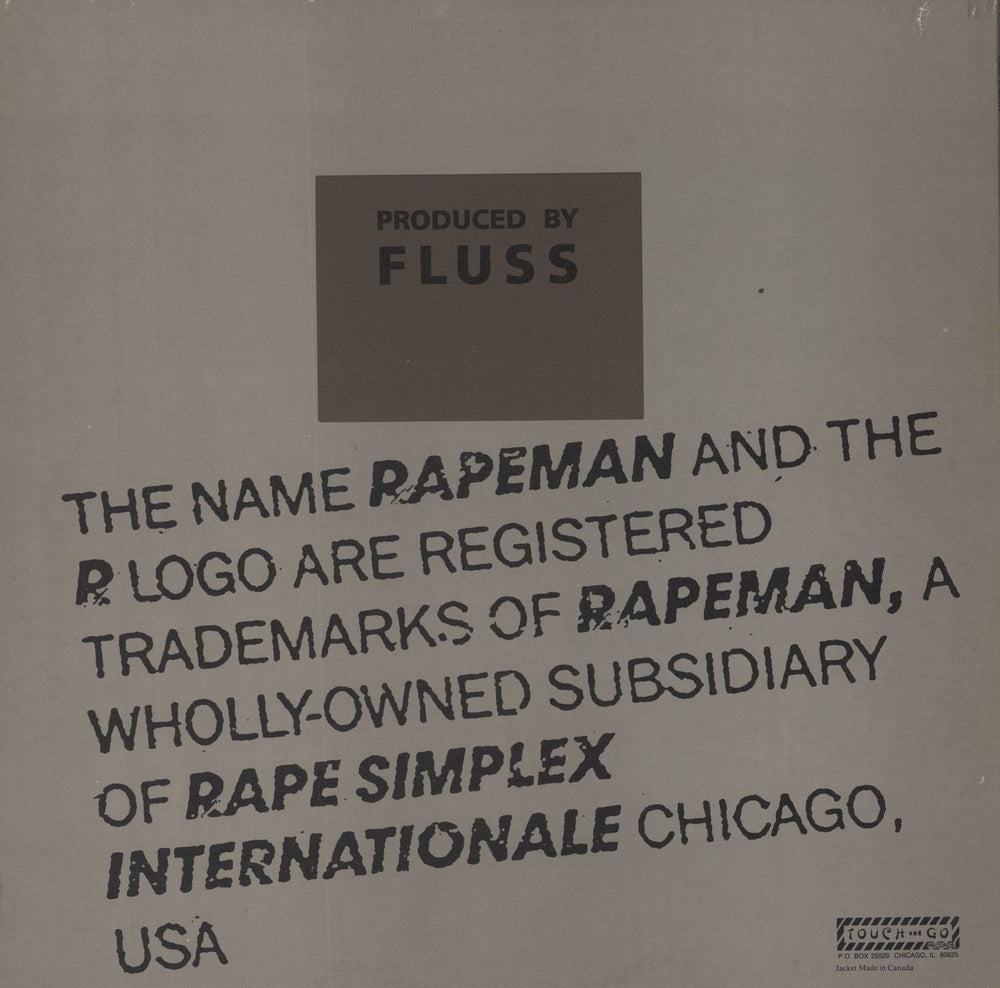 PRODUCED BY
FLUSS
THE NAME RAPEMAN AND THE
R LOGO ARE REGISTERED
TRADEMARKS OF RAPEMAN, A
WHOLLY-OWNED SUBSIDIARY
OF RAPE SIMPLEX
INTERNATIONALE CHICAGO,
USA
TOUCH AND GO
P.O. BOX 25520 CHICAGO, IL. 60625
Jacket Made in Canada